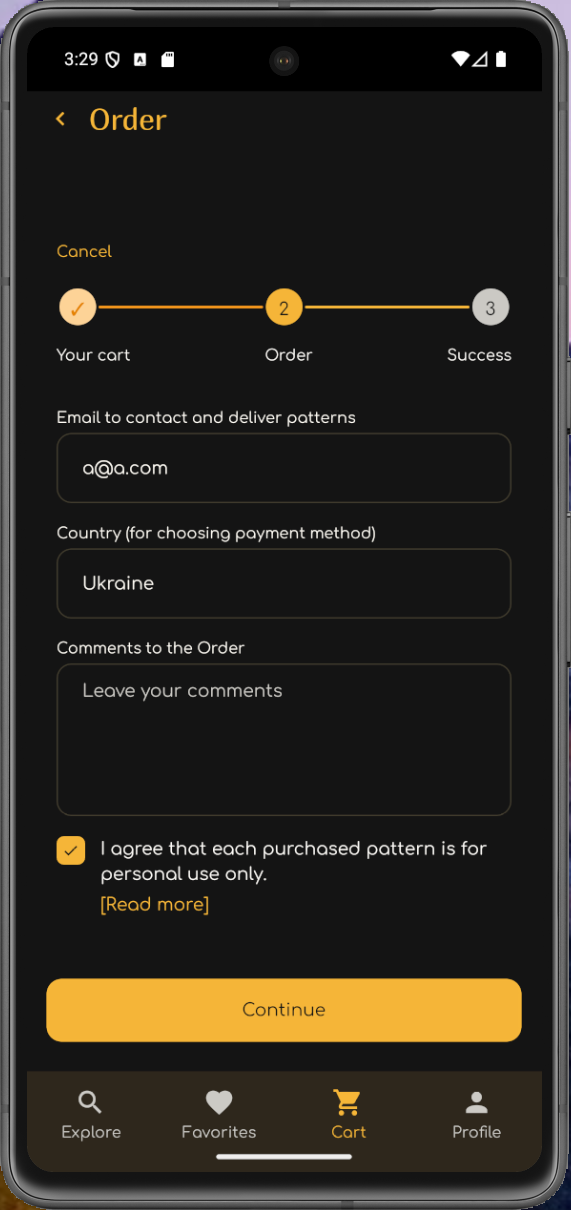 3:29
A
Order
Cancel
✓ 2 3
Your cart Order Success
Email to contact and deliver patterns
a@a.com
Country (for choosing payment method)
Ukraine
Comments to the Order
Leave your comments
I agree that each purchased pattern is for
personal use only.
[Read more]
Continue
Explore Favorites Cart Profile